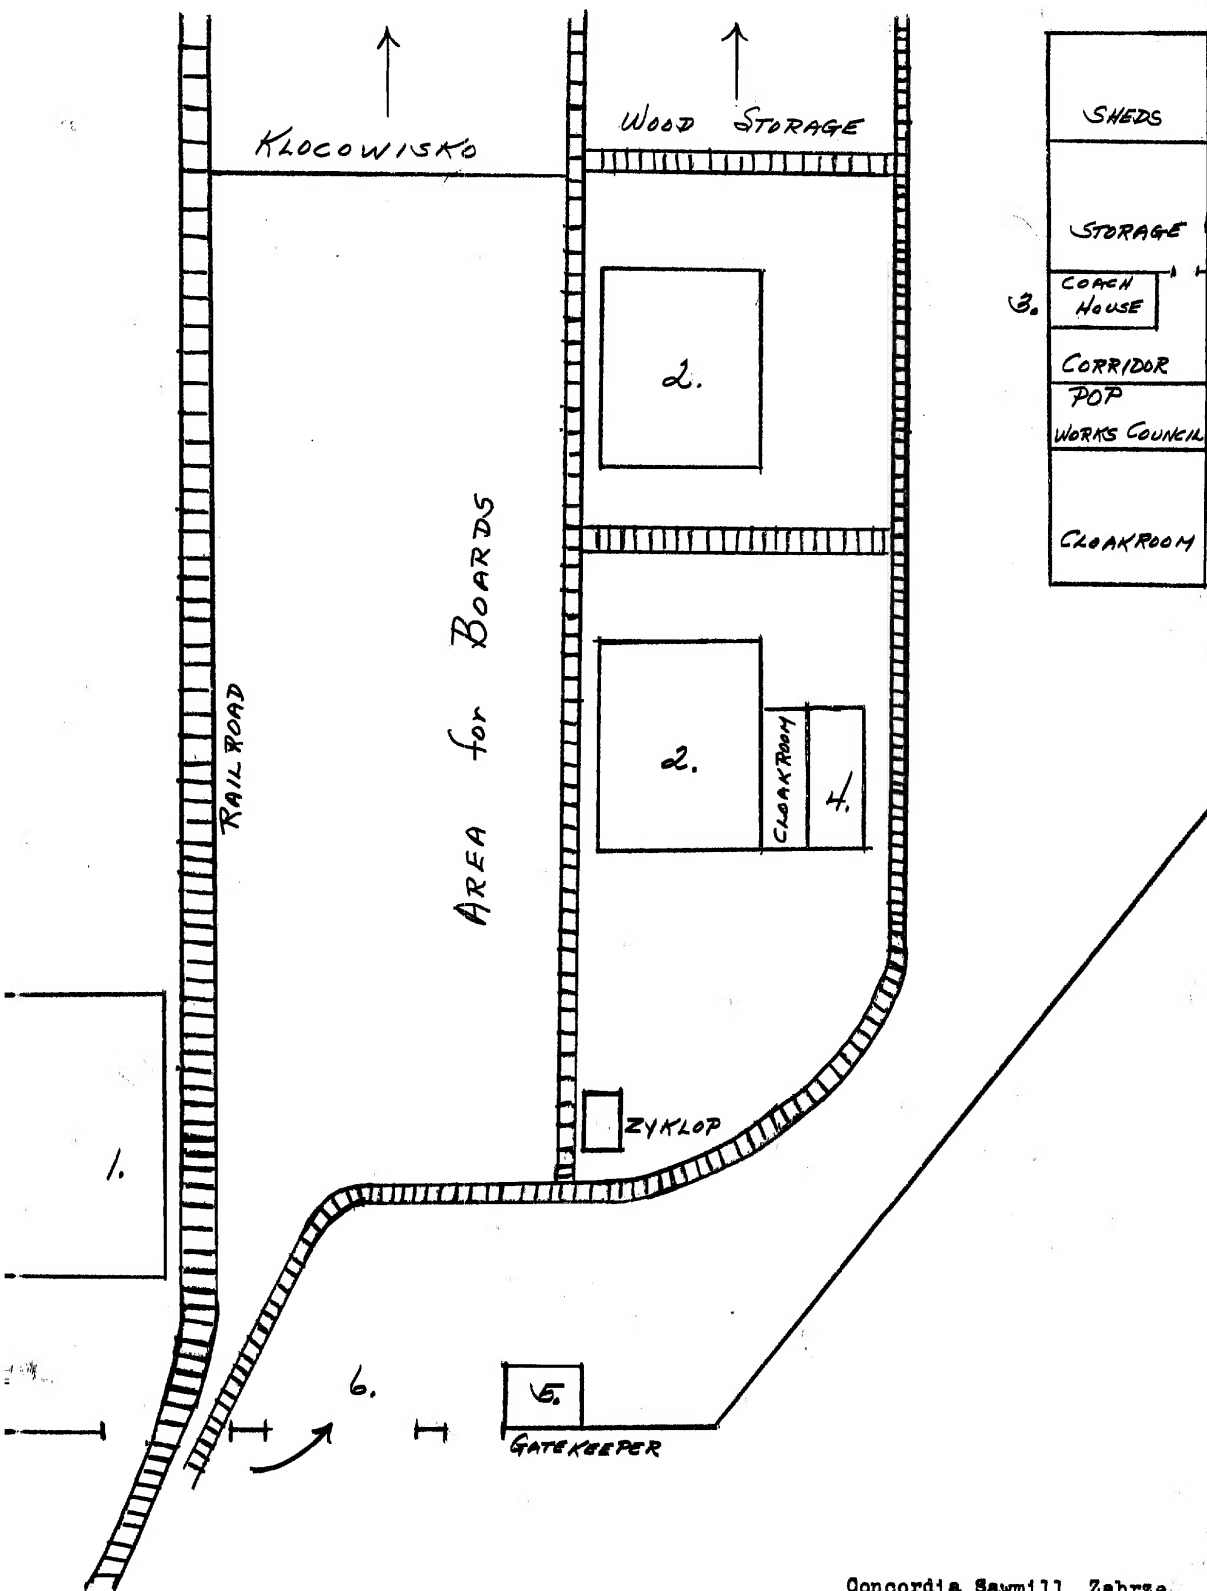 KLOCOWISKO
WOOD STORAGE
SHEDS
STORAGE
3.
COACH
HOUSE
CORRIDOR
POP
WORKS COUNCIL
CLOAKROOM
2.
AREA for BOARDS
RAILROAD
2.
CLOAKROOM
4.
1.
ZYKLOP
6.
5.
GATEKEEPER
Concordia Sawmill, Zabrze.